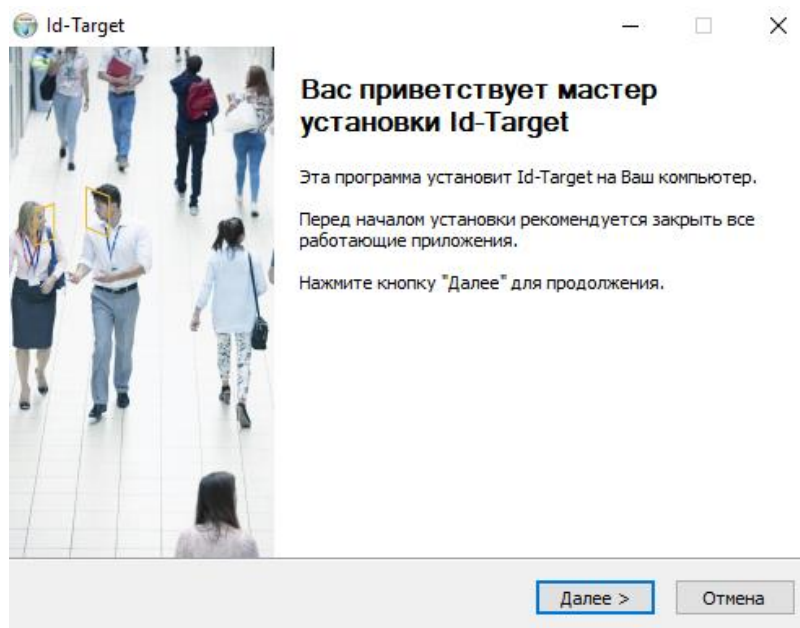 Id-Target
Вас приветствует мастер
установки Id-Target
Эта программа установит Id-Target на Ваш компьютер.
Перед началом установки рекомендуется закрыть все
работающие приложения.
Нажмите кнопку "Далее" для продолжения.
Далее >
Отмена